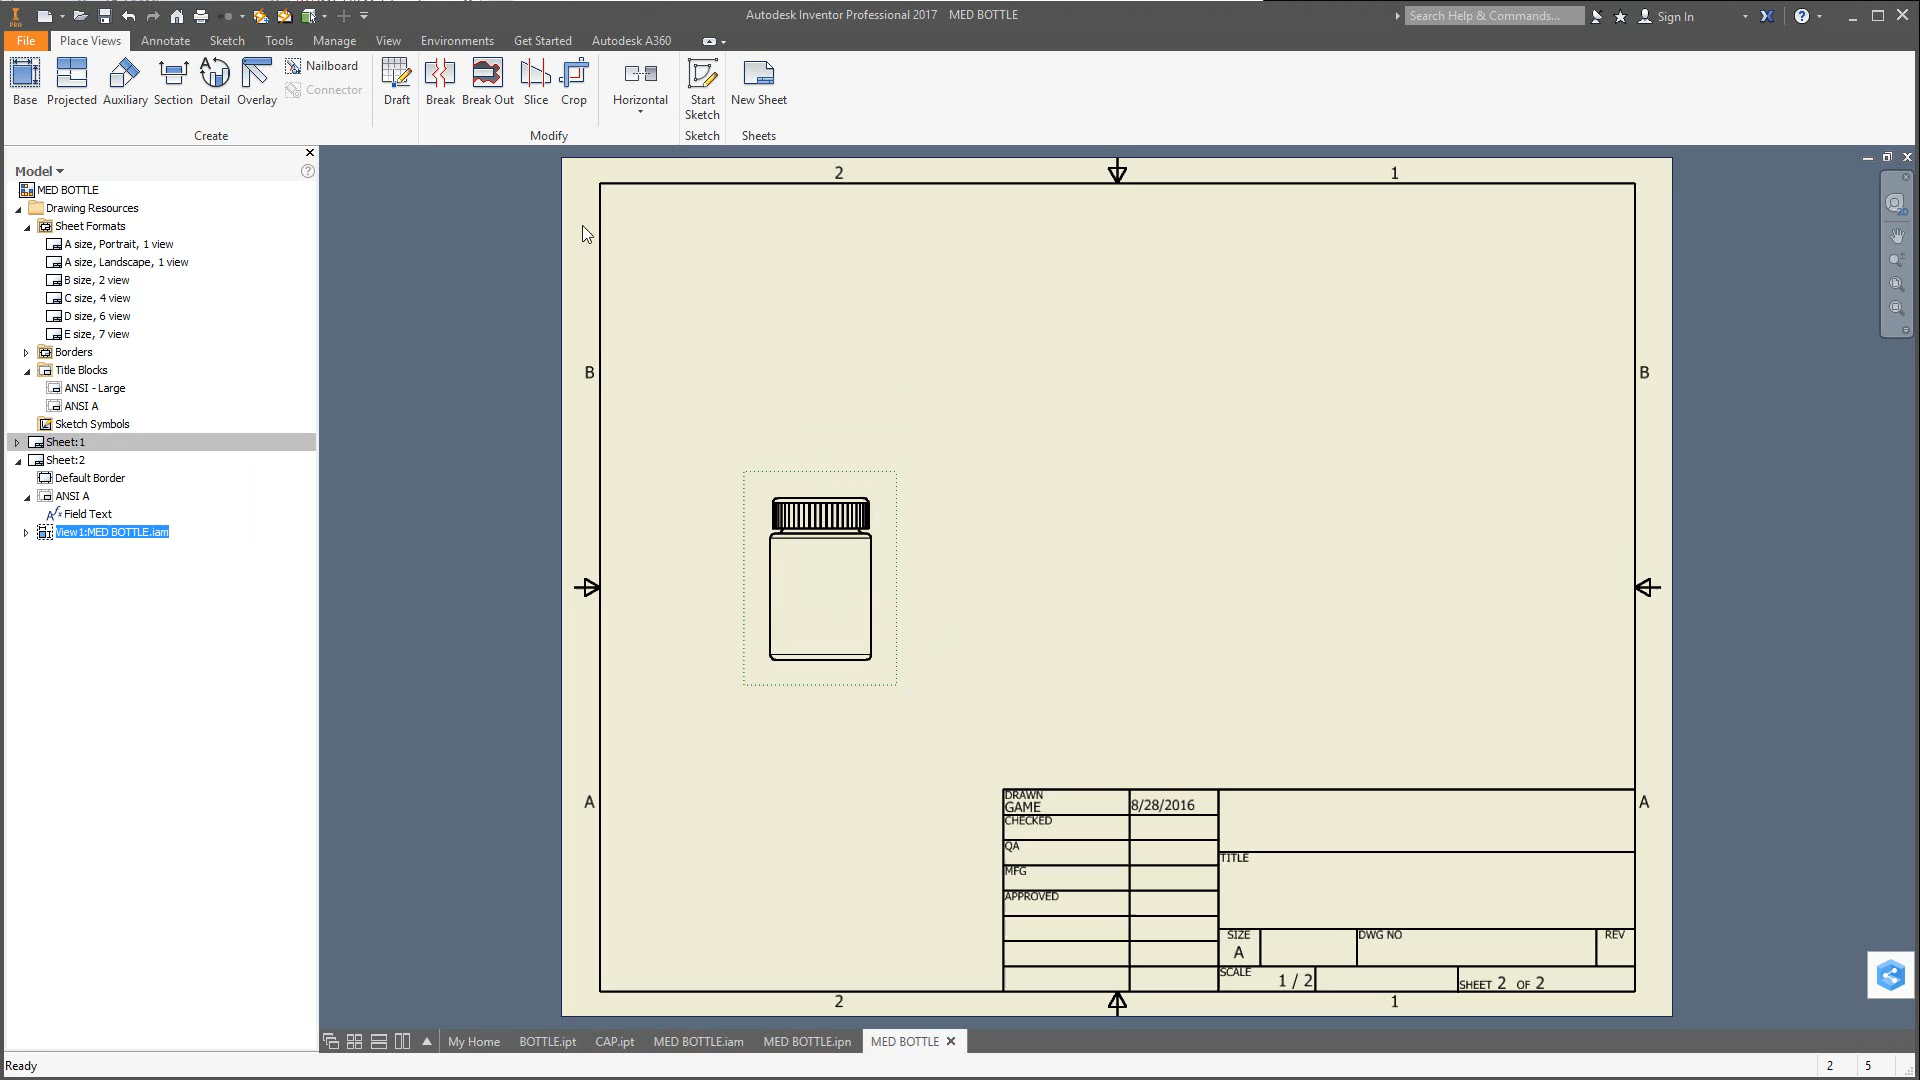 PRO
Autodesk Inventor Professional 2017 MED BOTTLE
Search Help & Commands...
Sign In
File Place Views Annotate Sketch Tools Manage View Environments Get Started Autodesk A360
Base Projected Auxiliary Section Detail Overlay
Nailboard
Connector
Draft
Break Break Out Slice Crop
Horizontal
Start Sketch
New Sheet
Create Modify Sketch Sheets
Model
MED BOTTLE
Drawing Resources
Sheet Formats
A size, Portrait, 1 view
A size, Landscape, 1 view
B size, 2 view
C size, 4 view
D size, 6 view
E size, 7 view
Borders
Title Blocks
ANSI - Large
ANSI A
Sketch Symbols
Sheet:1
Sheet:2
Default Border
ANSI A
Field Text
View1:MED BOTTLE.iam
2 1
B B
A A
DRAWN
GAME 8/28/2016
CHECKED
QA
MFG
APPROVED
TITLE
SIZE
A
DWG NO
REV
SCALE
1 / 2
SHEET 2 OF 2
2 1
2D
My Home BOTTLE.ipt CAP.ipt MED BOTTLE.iam MED BOTTLE.ipn MED BOTTLE
Ready 2 5